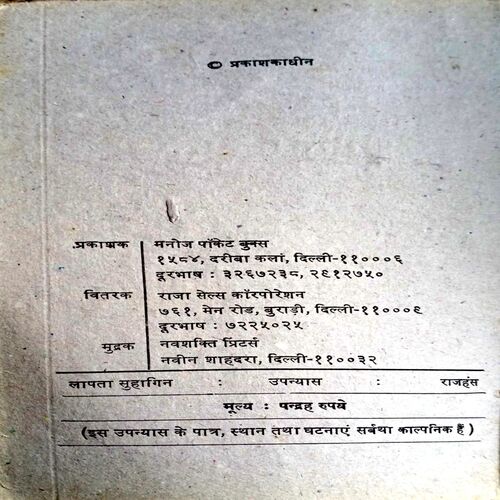 © प्रकाशकाधीन
प्रकाशक मनोज पॉकेट बुक्स
१५८४, दरीबा कलां, दिल्ली-११०००६
दूरभाष : ३२६७२३८, २९१२७५०
वितरक राजा सेल्स कॉरपोरेशन
७६१, मेन रोड, बुराड़ी, दिल्ली-११०००९
दूरभाष : ७२२५०२५
मुद्रक नवशक्ति प्रिंटर्स
नवीन शाहदरा, दिल्ली-११००३२
लापता सुहागिन : उपन्यास : राजहंस
मूल्य : पन्द्रह रुपये
(इस उपन्यास के पात्र, स्थान तथा घटनाएं सर्बथा काल्पनिक हैं )